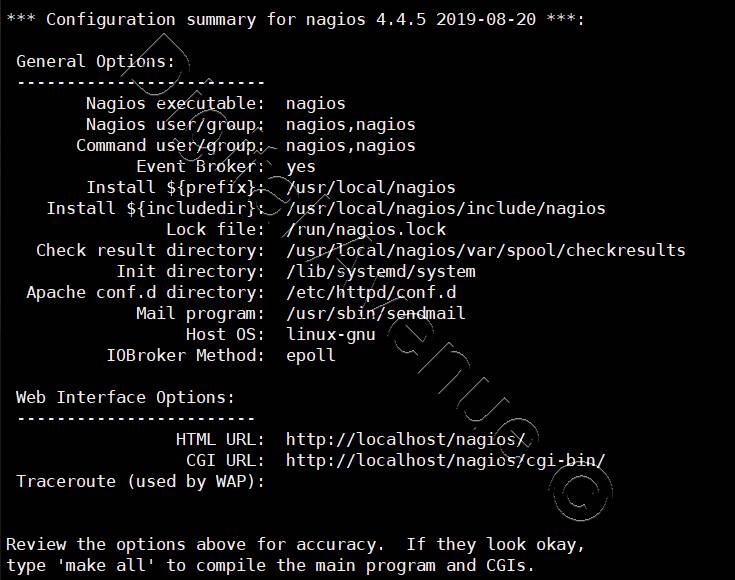 *** Configuration summary for nagios 4.4.5 2019-08-20 ***:
General Options:
-------------------------
Nagios executable:  nagios
Nagios user/group:  nagios,nagios
Command user/group:  nagios,nagios
Event Broker:  yes
Install ${prefix}:  /usr/local/nagios
Install ${includedir}:  /usr/local/nagios/include/nagios
Lock file:  /run/nagios.lock
Check result directory:  /usr/local/nagios/var/spool/checkresults
Init directory:  /lib/systemd/system
Apache conf.d directory:  /etc/httpd/conf.d
Mail program:  /usr/sbin/sendmail
Host OS:  linux-gnu
IOBroker Method:  epoll
Web Interface Options:
------------------------
HTML URL:  http://localhost/nagios/
CGI URL:  http://localhost/nagios/cgi-bin/
Traceroute (used by WAP):
Review the options above for accuracy.  If they look okay,
type 'make all' to compile the main program and CGIs.